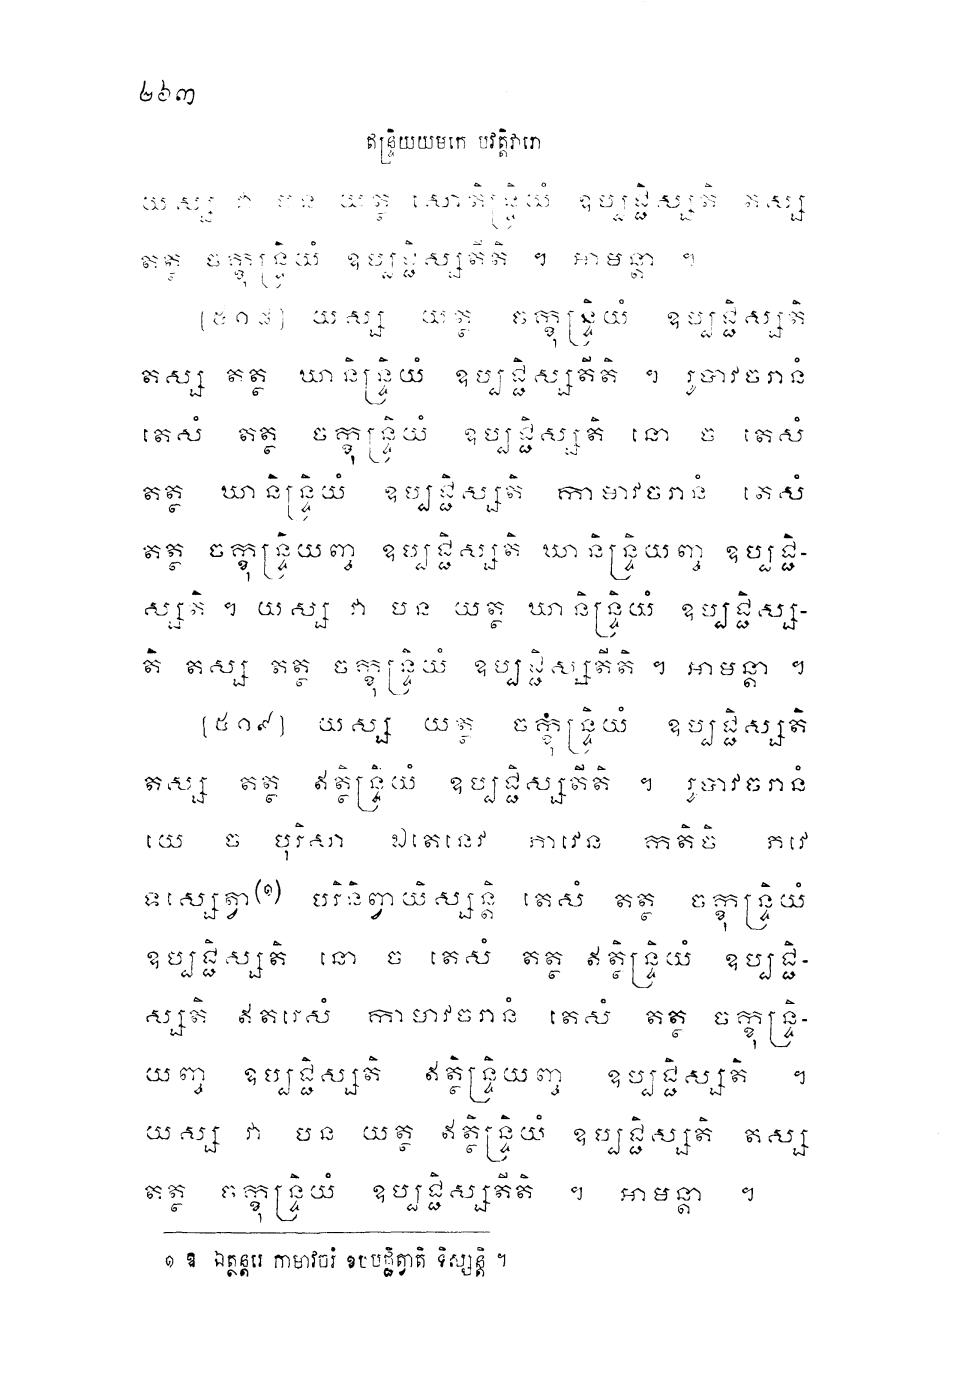 ២៦៣
ឥន្ទ្រិយយមកេ បវត្តិវារោ
យស្ស វា បន យត្ថ សោតិន្ទ្រិយំ ឧប្បជ្ជិស្សតិ តស្ស
តត្ថ ចក្ខុន្ទ្រិយំ ឧប្បជ្ជិស្សតីតិ ។ អាមន្តា ។
[៥១៨] យស្ស យត្ថ ចក្ខុន្ទ្រិយំ ឧប្បជ្ជិស្សតិ
តស្ស តត្ថ ឃានិន្ទ្រិយំ ឧប្បជ្ជិស្សតីតិ ។ រូបាវចរានំ
តេសំ តត្ថ ចក្ខុន្ទ្រិយំ ឧប្បជ្ជិស្សតិ នោ ច តេសំ
តត្ថ ឃានិន្ទ្រិយំ ឧប្បជ្ជិស្សតិ កាមាវចរានំ តេសំ
តត្ថ ចក្ខុន្ទ្រិយញ្ច ឧប្បជ្ជិស្សតិ ឃានិន្ទ្រិយញ្ច ឧប្បជ្ជិ-
ស្សតិ ។ យស្ស វា បន យត្ថ ឃានិន្ទ្រិយំ ឧប្បជ្ជិស្ស-
តិ តស្ស តត្ថ ចក្ខុន្ទ្រិយំ ឧប្បជ្ជិស្សតីតិ ។ អាមន្តា ។
[៥១៩] យស្ស យត្ថ ចក្ខុន្ទ្រិយំ ឧប្បជ្ជិស្សតិ
តស្ស តត្ថ ឥត្ថិន្ទ្រិយំ ឧប្បជ្ជិស្សតីតិ ។ រូបាវចរានំ
យេ ច បុរិសា ឯតេនេវ ភាវេន កតិចិ ភវេ
ទស្សេត្វា(១) បរិនិព្វាយិស្សន្តិ តេសំ តត្ថ ចក្ខុន្ទ្រិយំ
ឧប្បជ្ជិស្សតិ នោ ច តេសំ តត្ថ ឥត្ថិន្ទ្រិយំ ឧប្បជ្ជិ-
ស្សតិ ឥតរេសំ កាមាវចរានំ តេសំ តត្ថ ចក្ខុន្ទ្រិ-
យញ្ច ឧប្បជ្ជិស្សតិ ឥត្ថិន្ទ្រិយញ្ច ឧប្បជ្ជិស្សតិ ។
យស្ស វា បន យត្ថ ឥត្ថិន្ទ្រិយំ ឧប្បជ្ជិស្សតិ តស្ស
តត្ថ ចក្ខុន្ទ្រិយំ ឧប្បជ្ជិស្សតីតិ ។ អាមន្តា ។
១ ឱ ឯត្ថន្តរេ កាមាវចរំ ឧបបជ្ជិត្វាតិ ទិស្សន្តិ ។